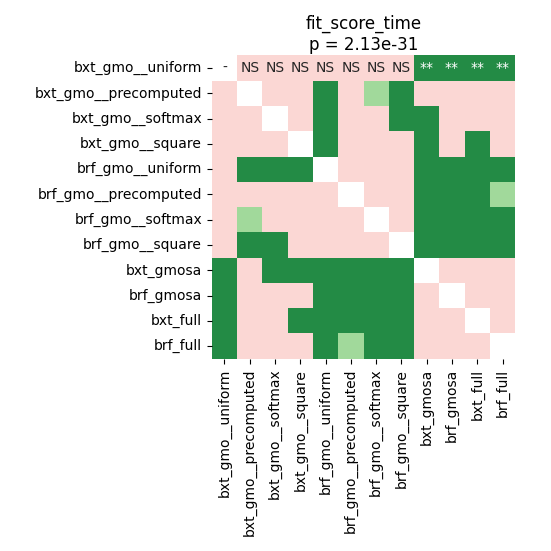 fit_score_time
p = 2.13e-31
bxt_gmo__uniform - NS NS NS NS NS NS NS ** ** ** **
bxt_gmo__precomputed
bxt_gmo__softmax
bxt_gmo__square
brf_gmo__uniform
brf_gmo__precomputed
brf_gmo__softmax
brf_gmo__square
bxt_gmosa
brf_gmosa
bxt_full
brf_full
bxt_gmo__uniform
bxt_gmo__precomputed
bxt_gmo__softmax
bxt_gmo__square
brf_gmo__uniform
brf_gmo__precomputed
brf_gmo__softmax
brf_gmo__square
bxt_gmosa
brf_gmosa
bxt_full
brf_full